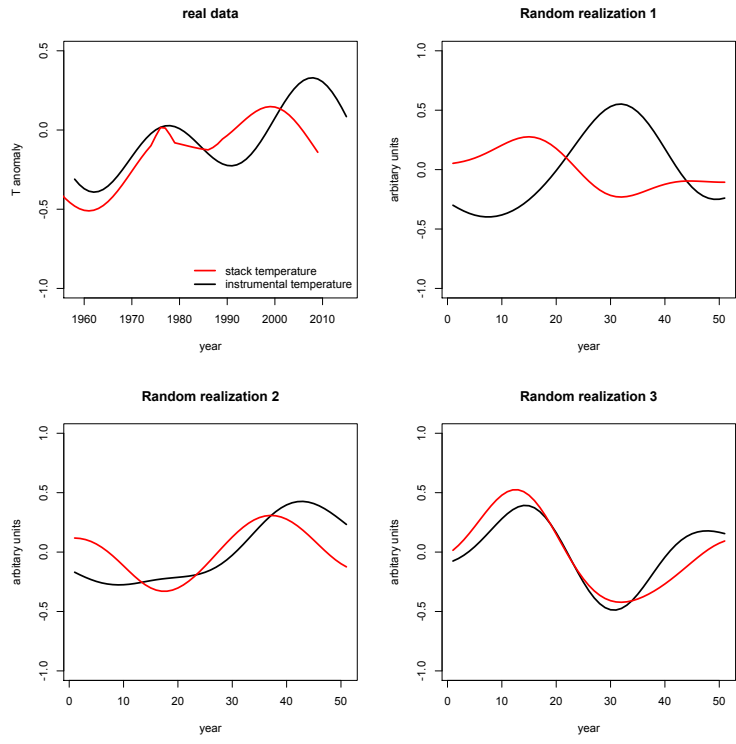 real data
T anomaly
0.5
0.0
-0.5
-1.0
stack temperature
instrumental temperature
1960 1970 1980 1990 2000 2010
year
Random realization 1
arbitary units
1.0
0.5
0.0
-0.5
-1.0
0 10 20 30 40 50
year
Random realization 2
arbitary units
1.0
0.5
0.0
-0.5
-1.0
0 10 20 30 40 50
year
Random realization 3
arbitary units
1.0
0.5
0.0
-0.5
-1.0
0 10 20 30 40 50
year